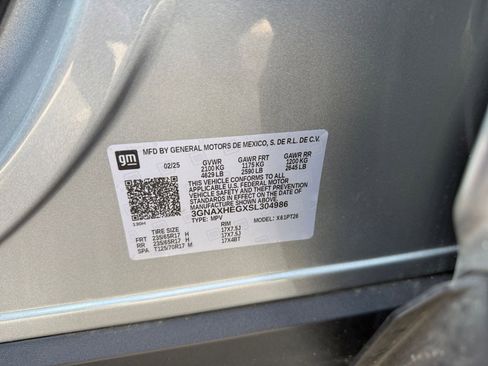 gm
MFD BY GENERAL MOTORS DE MEXICO, S. DE R.L. DE C.V.
02/25 GVWR GAWR FRT GAWR RR
2100 KG 1175 KG 1200 KG
4629 LB 2590 LB 2645 LB
THIS VEHICLE CONFORMS TO ALL
APPLICABLE U.S. FEDERAL MOTOR
VEHICLE SAFETY AND THEFT PREVENTION
STANDARDS IN EFFECT ON THE DATE OF
MANUFACTURE SHOWN ABOVE.
3GNAXHEGXSL304986
TYPE: MPV MODEL: X61PT26
TIRE SIZE RIM
FRT 235/65R17 H 17X7.5J
RR 235/65R17 H 17X7.5J
SPA T125/70R17 M 17X4BT